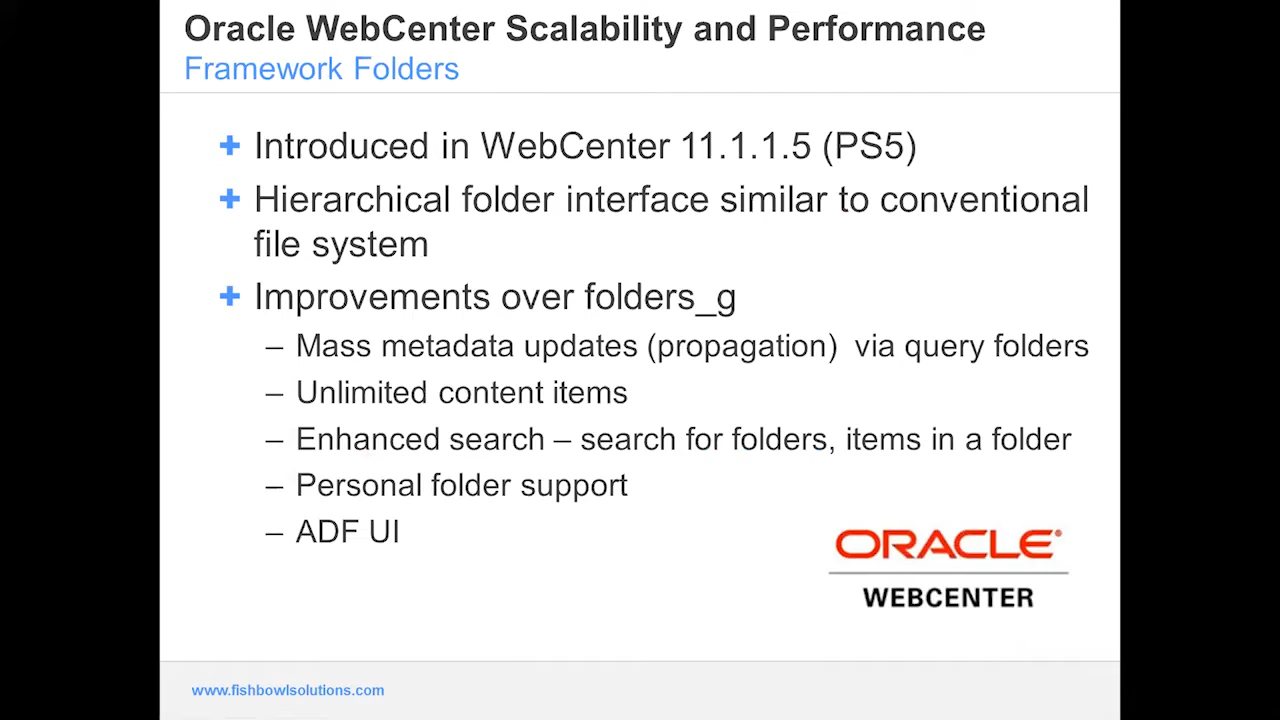 Oracle WebCenter Scalability and Performance
Framework Folders
+ Introduced in WebCenter 11.1.1.5 (PS5)
+ Hierarchical folder interface similar to conventional
file system
+ Improvements over folders_g
– Mass metadata updates (propagation)  via query folders
– Unlimited content items
– Enhanced search – search for folders, items in a folder
– Personal folder support
– ADF UI
ORACLE®
WEBCENTER
www.fishbowlsolutions.com